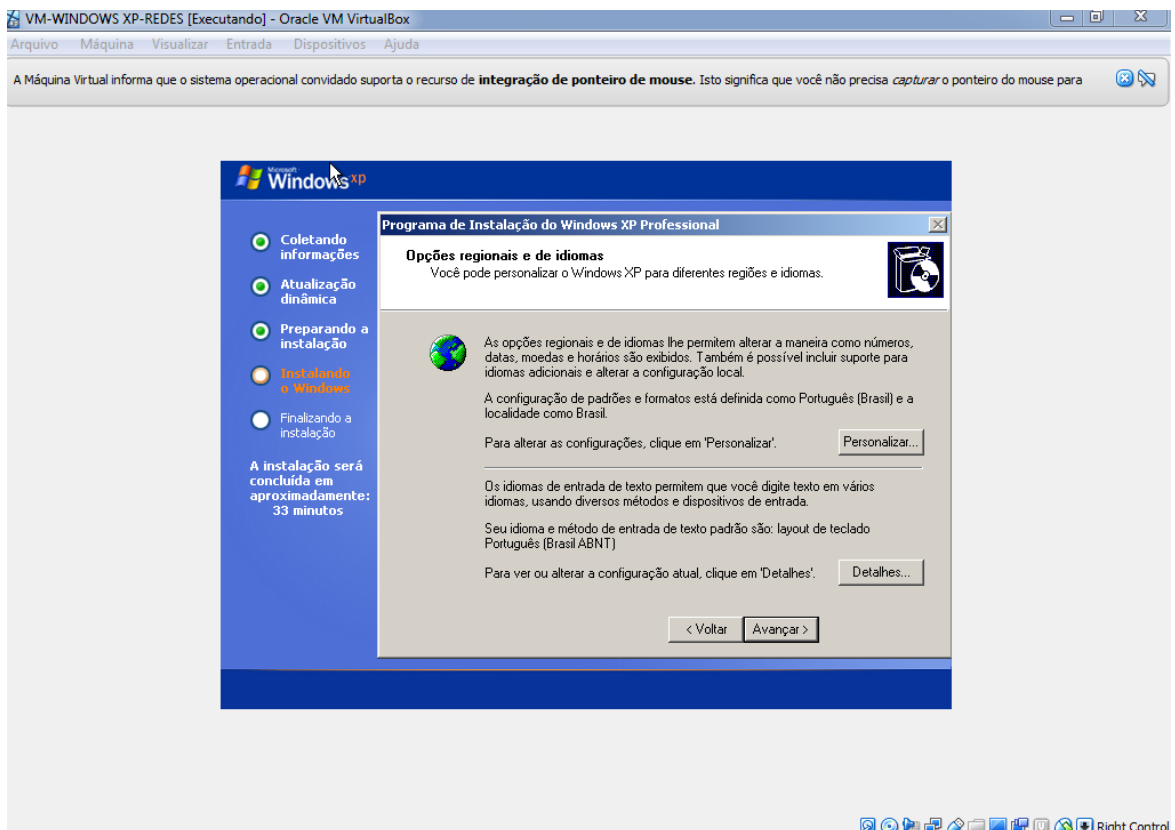 VM-WINDOWS XP-REDES [Executando] - Oracle VM VirtualBox
Arquivo Máquina Visualizar Entrada Dispositivos Ajuda
A Máquina Virtual informa que o sistema operacional convidado suporta o recurso de integração de ponteiro de mouse. Isto significa que você não precisa capturar o ponteiro do mouse para
Microsoft
Windows xp
Coletando
informações
Atualização
dinâmica
Preparando a
instalação
Instalando
o Windows
Finalizando a
instalação
A instalação será
concluída em
aproximadamente:
33 minutos
Programa de Instalação do Windows XP Professional
Opções regionais e de idiomas
Você pode personalizar o Windows XP para diferentes regiões e idiomas.
As opções regionais e de idiomas lhe permitem alterar a maneira como números,
datas, moedas e horários são exibidos. Também é possível incluir suporte para
idiomas adicionais e alterar a configuração local.
A configuração de padrões e formatos está definida como Português (Brasil) e a
localidade como Brasil.
Para alterar as configurações, clique em 'Personalizar'. Personalizar...
Os idiomas de entrada de texto permitem que você digite texto em vários
idiomas, usando diversos métodos e dispositivos de entrada.
Seu idioma e método de entrada de texto padrão são: layout de teclado
Português (Brasil ABNT)
Para ver ou alterar a configuração atual, clique em 'Detalhes'. Detalhes...
< Voltar Avançar >
Right Control